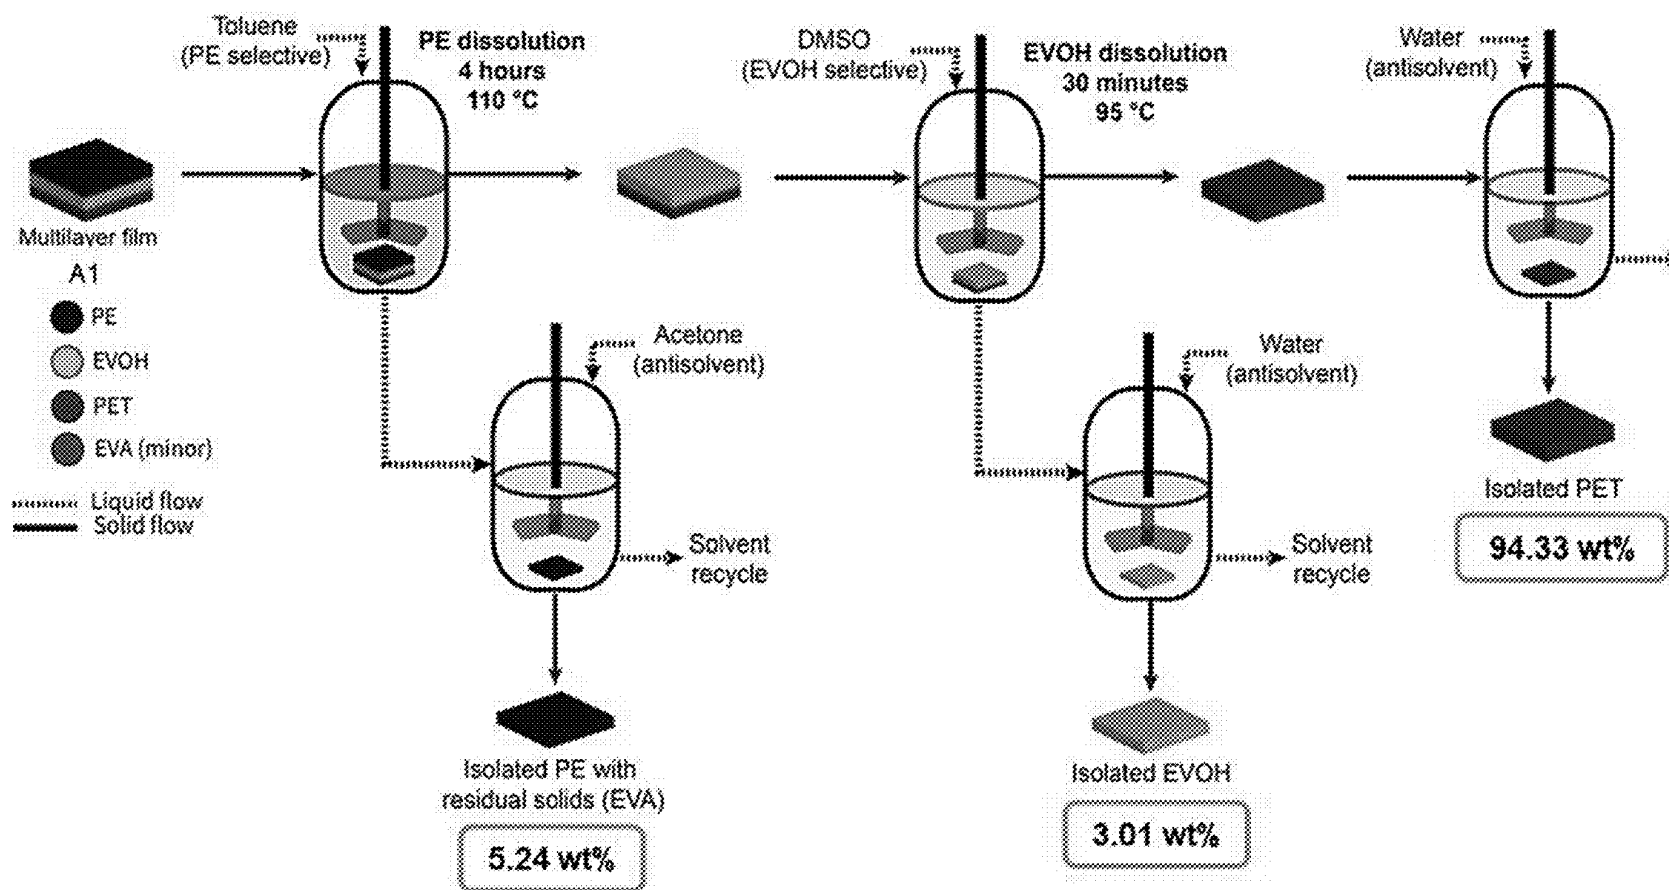 Toluene
(PE selective)
PE dissolution
4 hours
110 °C
DMSO
(EVOH selective)
EVOH dissolution
30 minutes
95 °C
Water
(antisolvent)
Multilayer film
A1
PE
EVOH
PET
EVA (minor)
Liquid flow
Solid flow
Acetone
(antisolvent)
Solvent
recycle
Isolated PE with
residual solids (EVA)
5.24 wt%
Water
(antisolvent)
Solvent
recycle
Isolated EVOH
3.01 wt%
Isolated PET
94.33 wt%